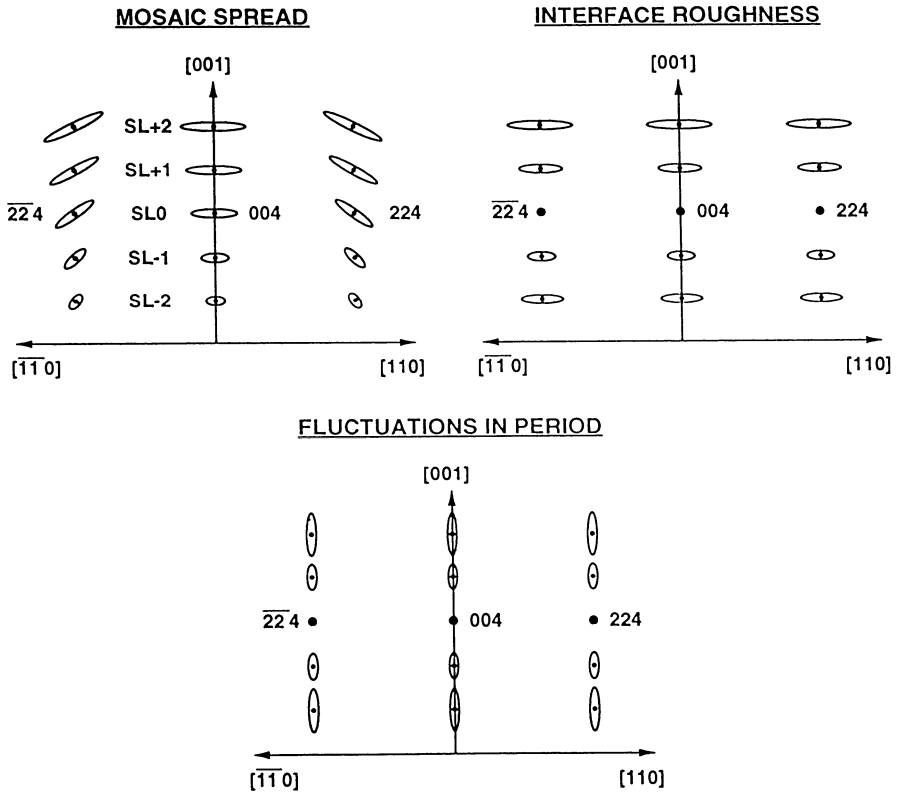 MOSAIC SPREAD
[001]
SL+2
SL+1
2̅2̅4 SL0 004 224
SL-1
SL-2
[1̅1̅0] [110]
INTERFACE ROUGHNESS
[001]
2̅2̅4 004 224
[1̅1̅0] [110]
FLUCTUATIONS IN PERIOD
[001]
2̅2̅4 004 224
[1̅1̅0] [110]